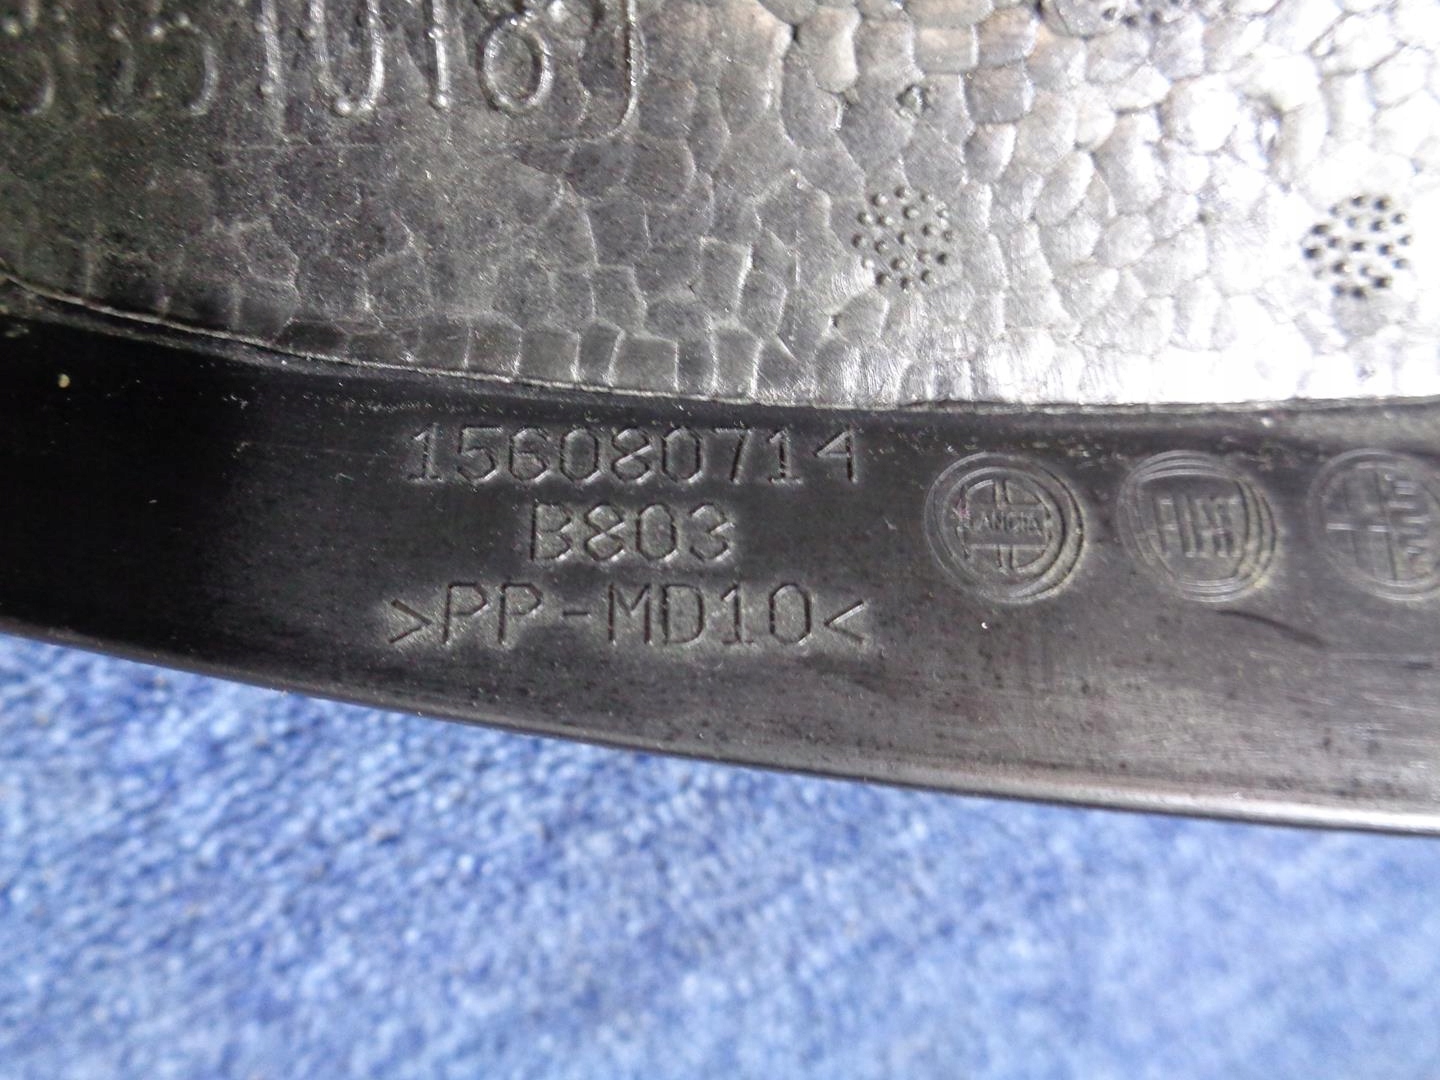 156080714
B803
>PP-MD10<
LANCIA
FIAT